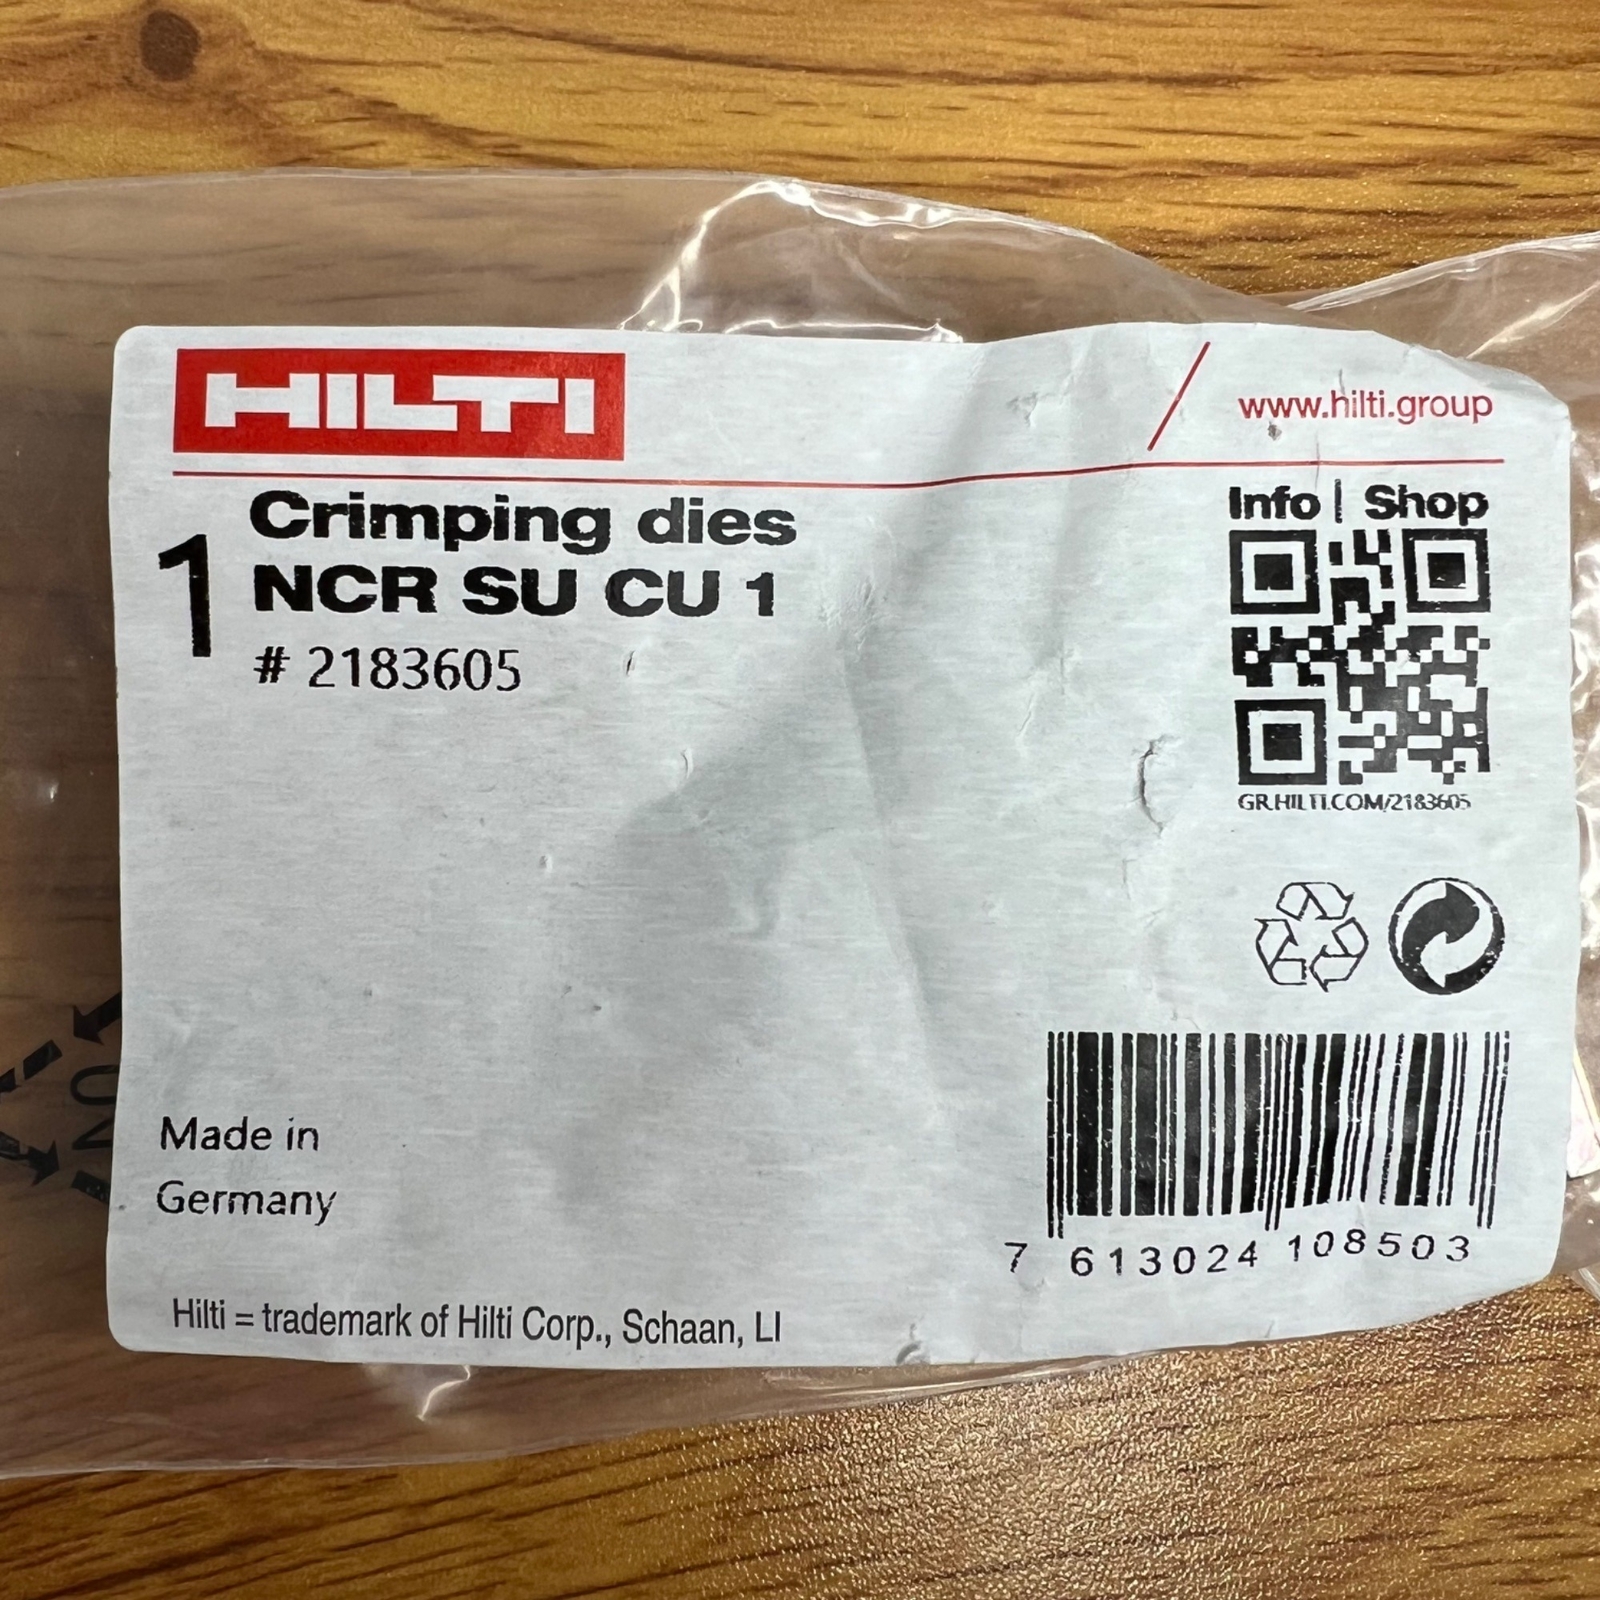 HILTI
www.hilti.group
1
Crimping dies
NCR SU CU 1
# 2183605
Info | Shop
GR.HILTI.COM/2183605
Made in
Germany
7 613024 108503
Hilti = trademark of Hilti Corp., Schaan, LI